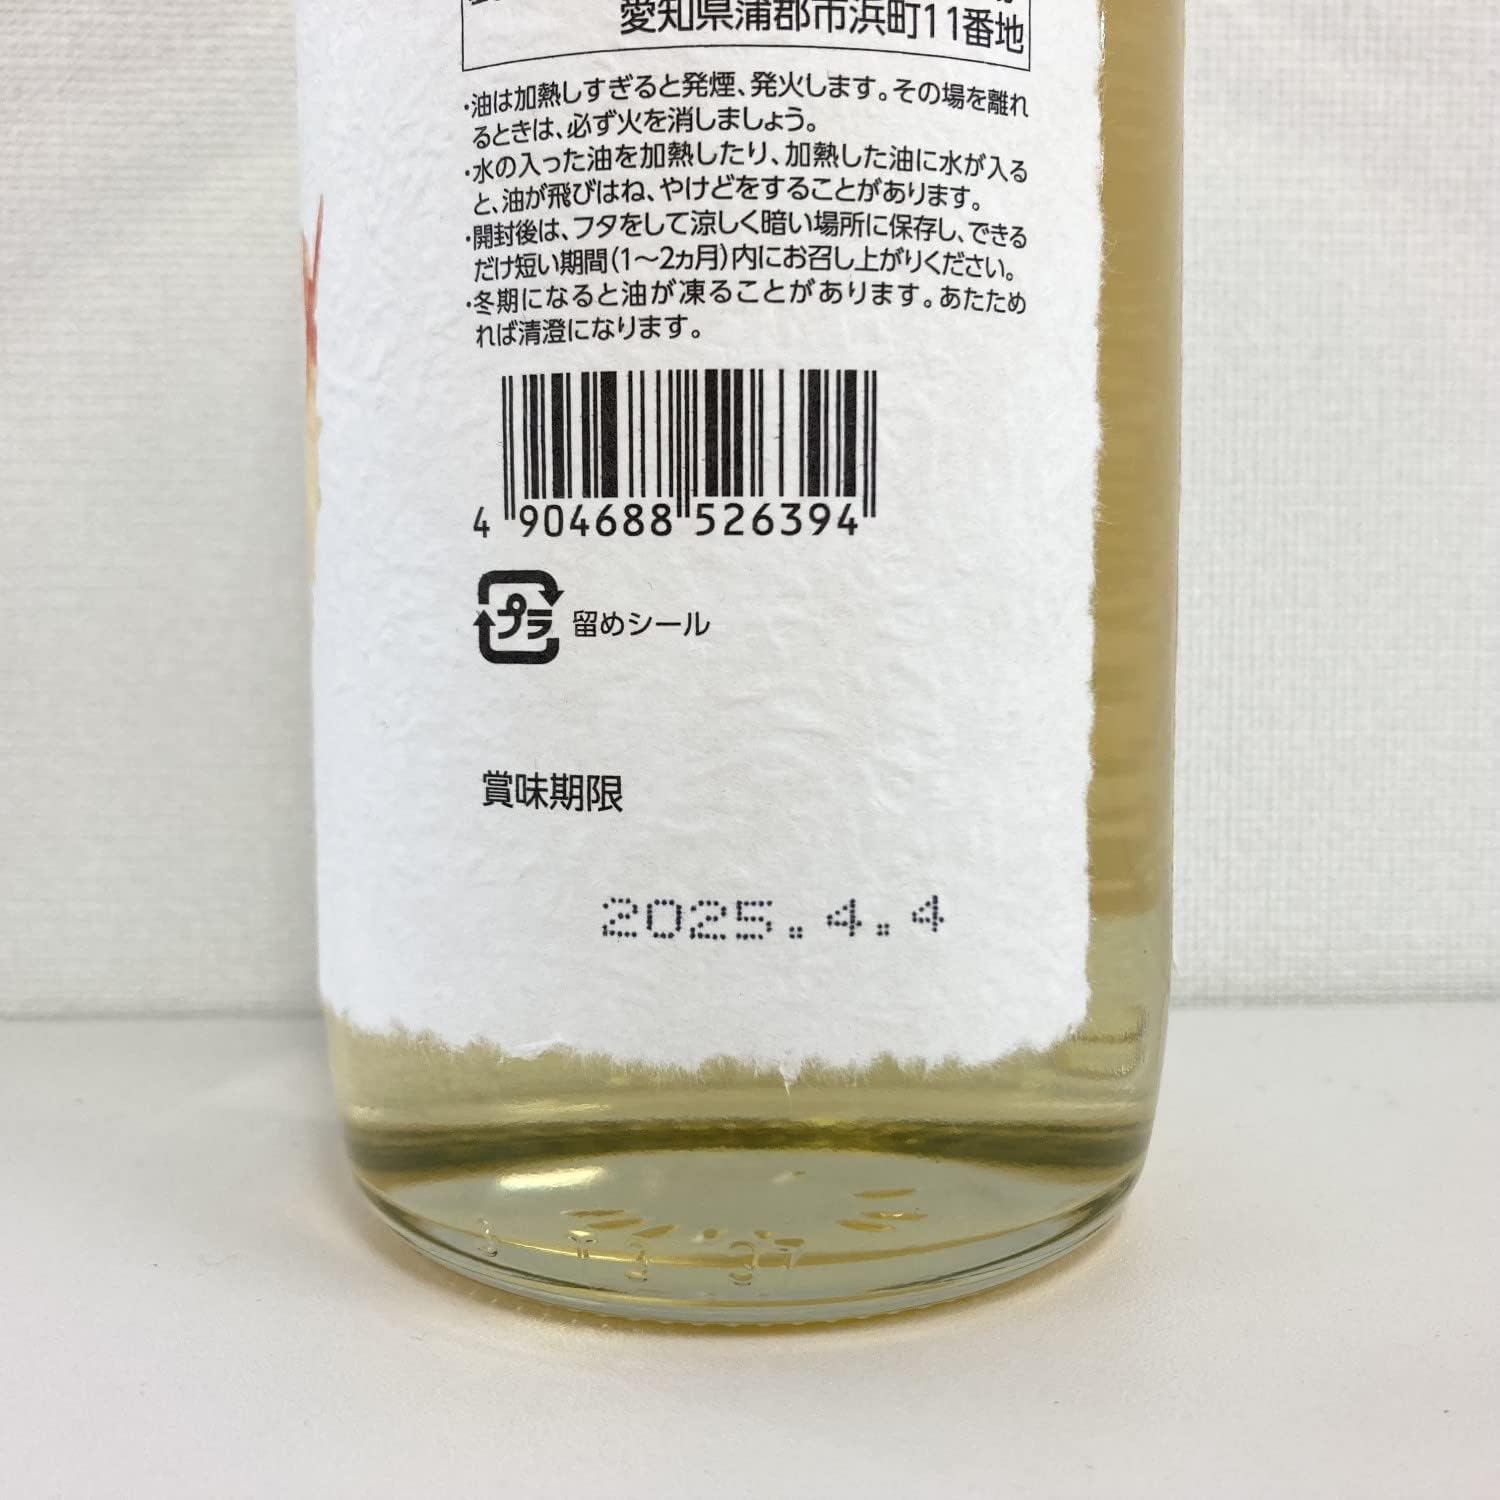 愛知県蒲郡市浜町11番地
・油は加熱しすぎると発煙、発火します。その場を離れ
るときは、必ず火を消しましょう。
・水の入った油を加熱したり、加熱した油に水が入る
と、油が飛びはね、やけどをすることがあります。
・開封後は、フタをして涼しく暗い場所に保存し、できる
だけ短い期間(1〜2ヵ月)内にお召し上がりください。
・冬期になると油が凍ることがあります。あたため
れば清澄になります。
4 904688 526394
プラ 留めシール
賞味期限
2025.4.4